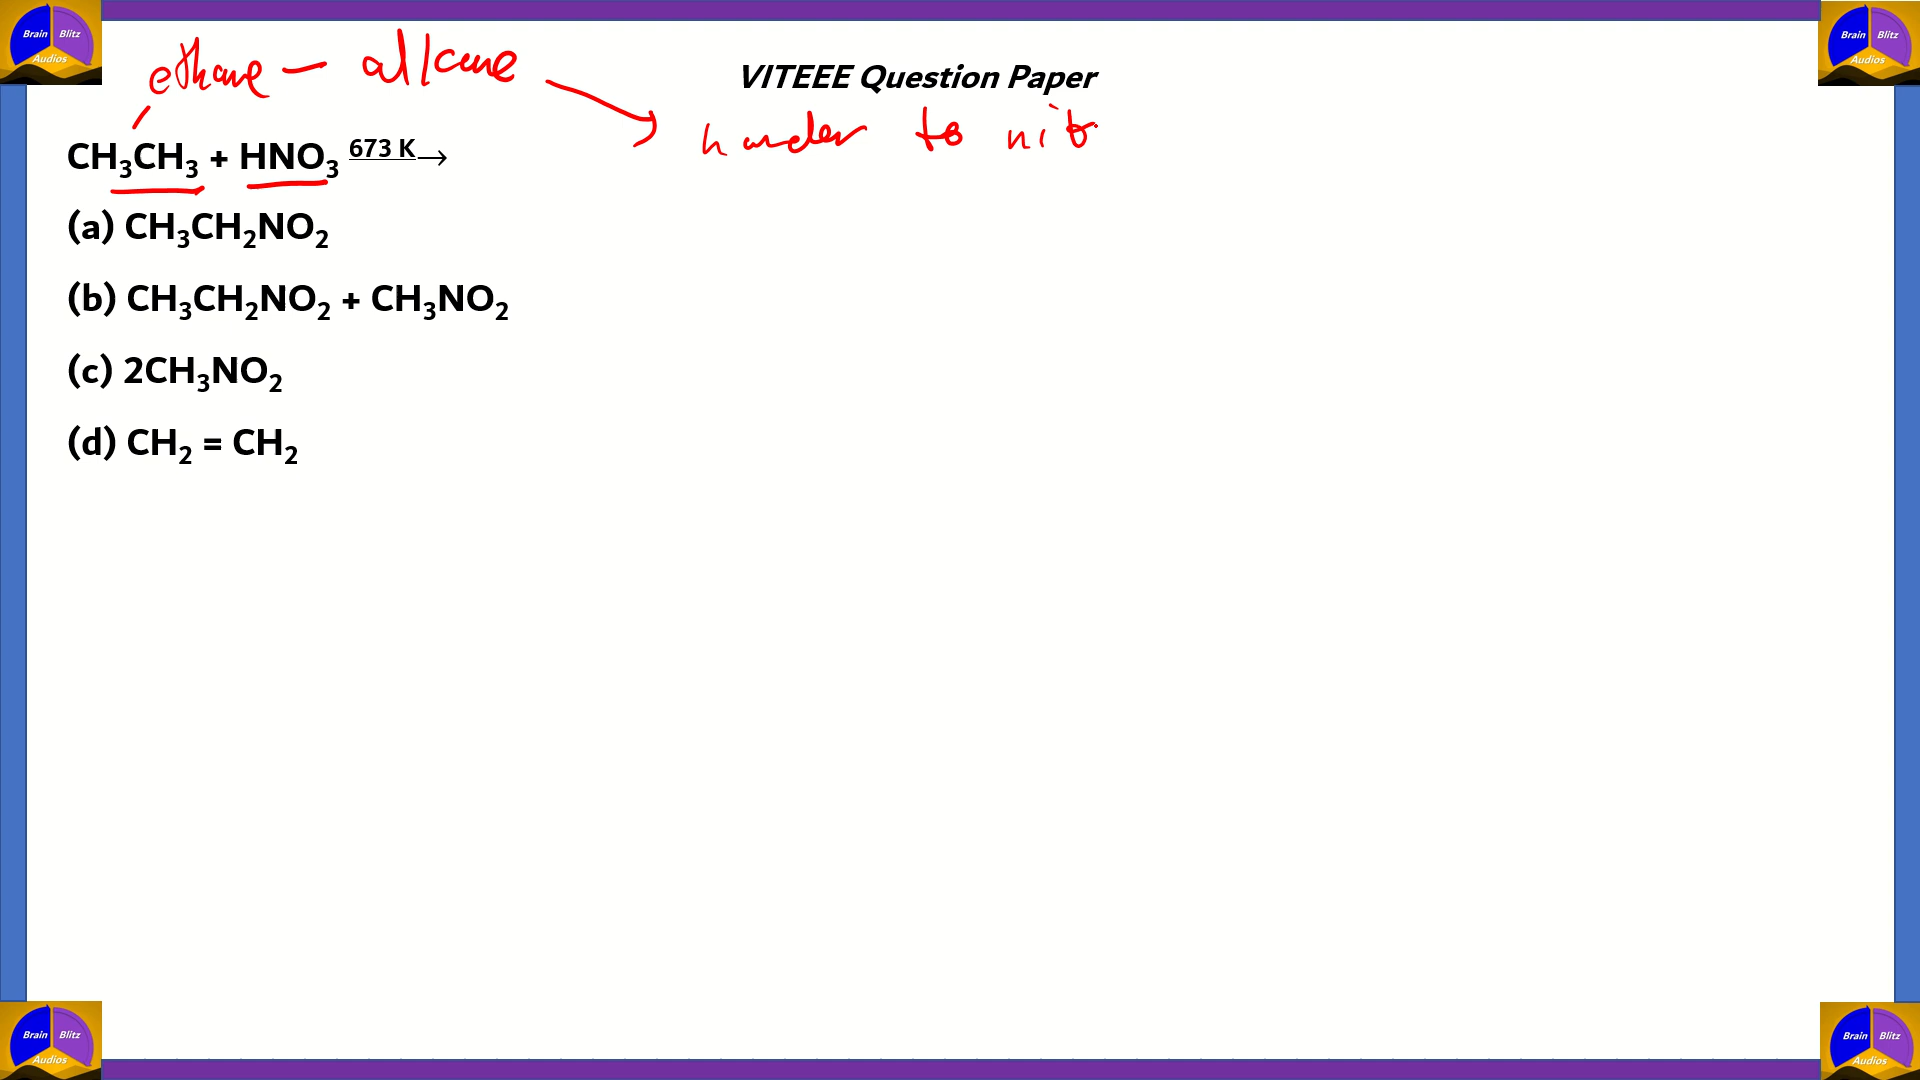 Brain Blitz
Audios
Brain Blitz
Audios
ethane – alkane
VITEEE Question Paper
harder to nit
CH₃CH₃ + HNO₃ 673 K→
(a) CH₃CH₂NO₂
(b) CH₃CH₂NO₂ + CH₃NO₂
(c) 2CH₃NO₂
(d) CH₂ = CH₂
Brain Blitz
Audios
Brain Blitz
Audios